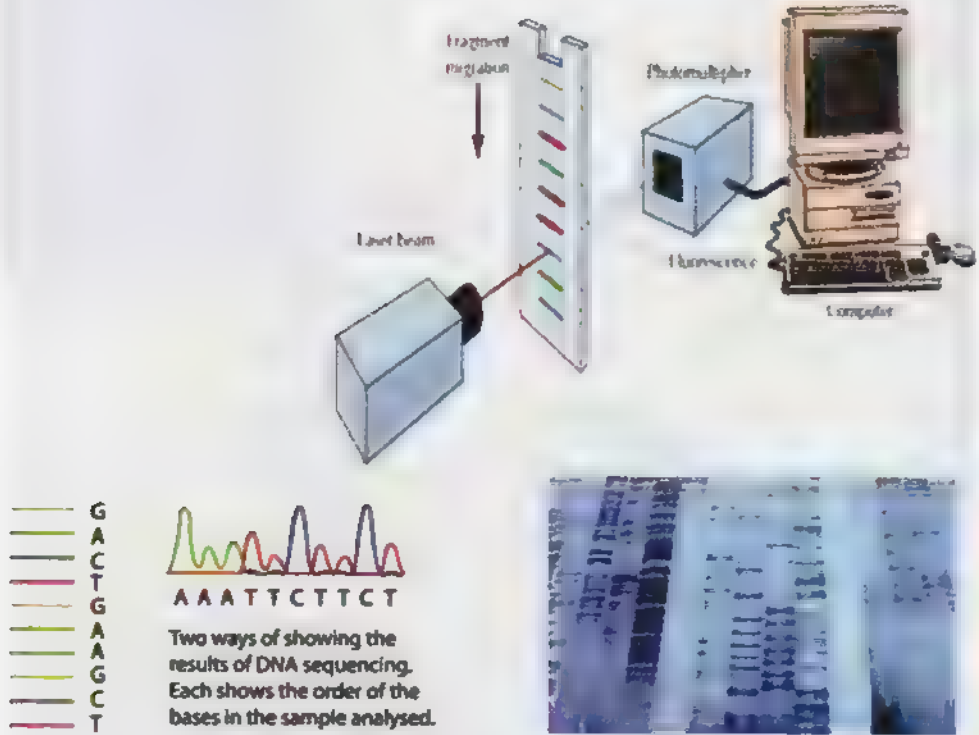 Fragment
migration
Photomultiplier
Laser beam
Fluorescence
Computer
G
A
C
T
G
A
A
G
C
T
A A A T T C T T C T
Two ways of showing the
results of DNA sequencing.
Each shows the order of the
bases in the sample analysed.